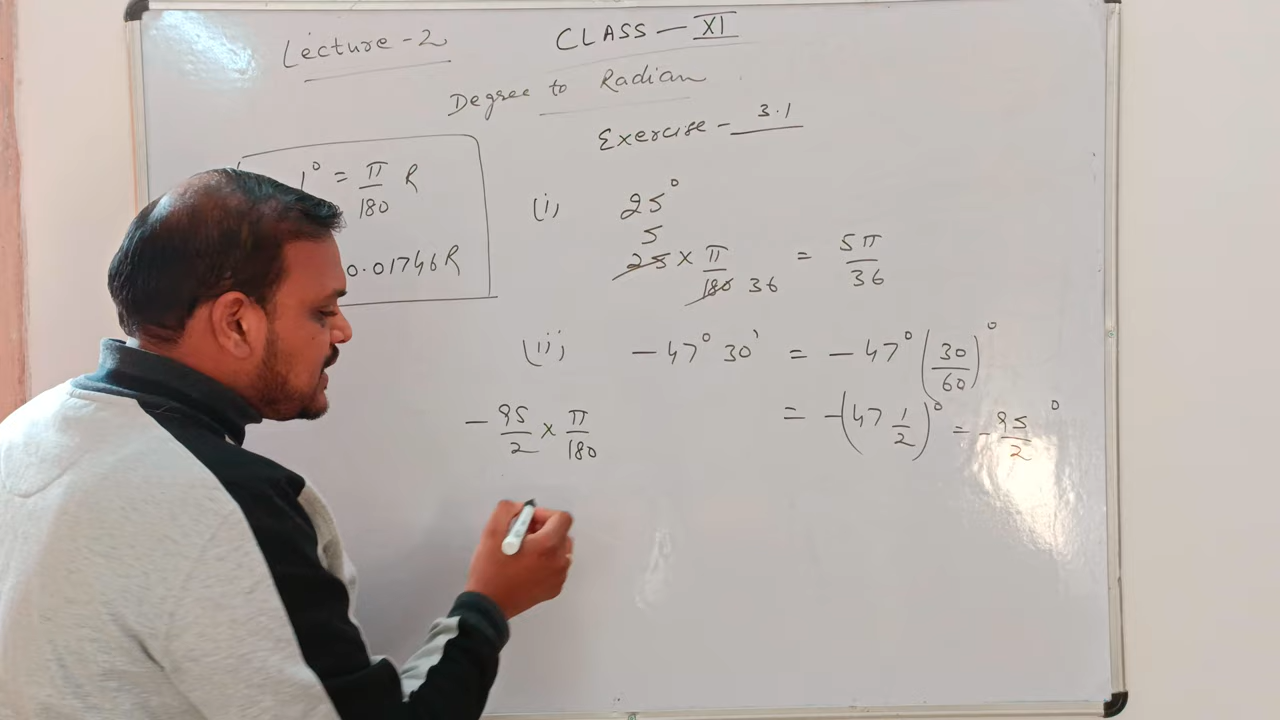 Lecture - 2
CLASS — XI
Degree to Radian
Exercise - 3.1
1° = π/180 R
0.01746R
(i) 25°
5
25 × π/180 36 = 5π/36
(ii) -47° 30' = -47° (30/60)°
= -(47 1/2)° = -95/2 °
-95/2 × π/180